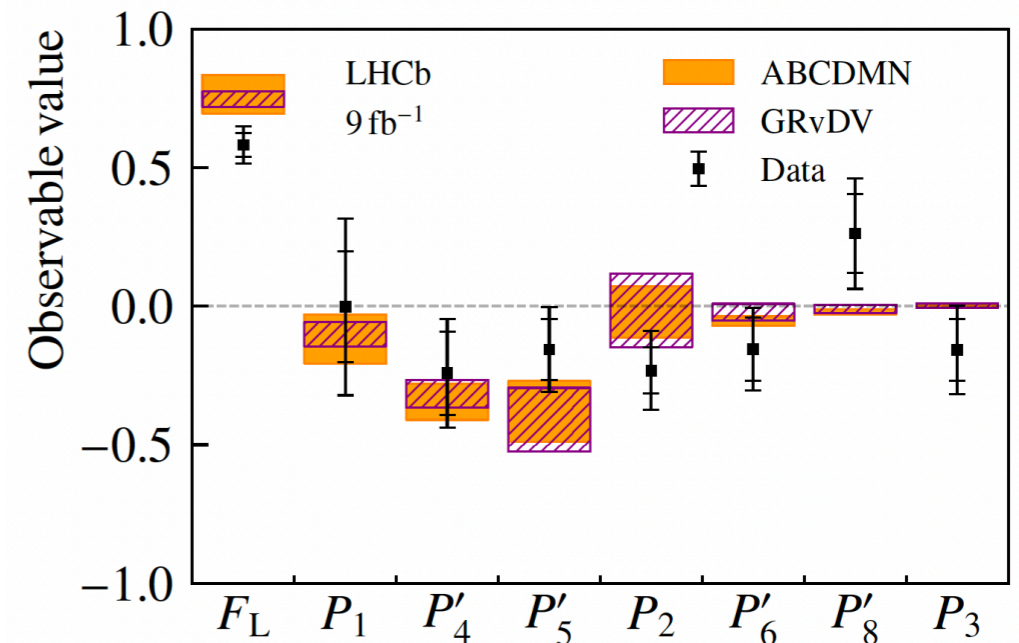 Observable value
1.0
0.5
0.0
−0.5
−1.0
LHCb
9 fb⁻¹
ABCDMN
GRvDV
Data
F_L P_1 P'_4 P'_5 P_2 P'_6 P'_8 P_3